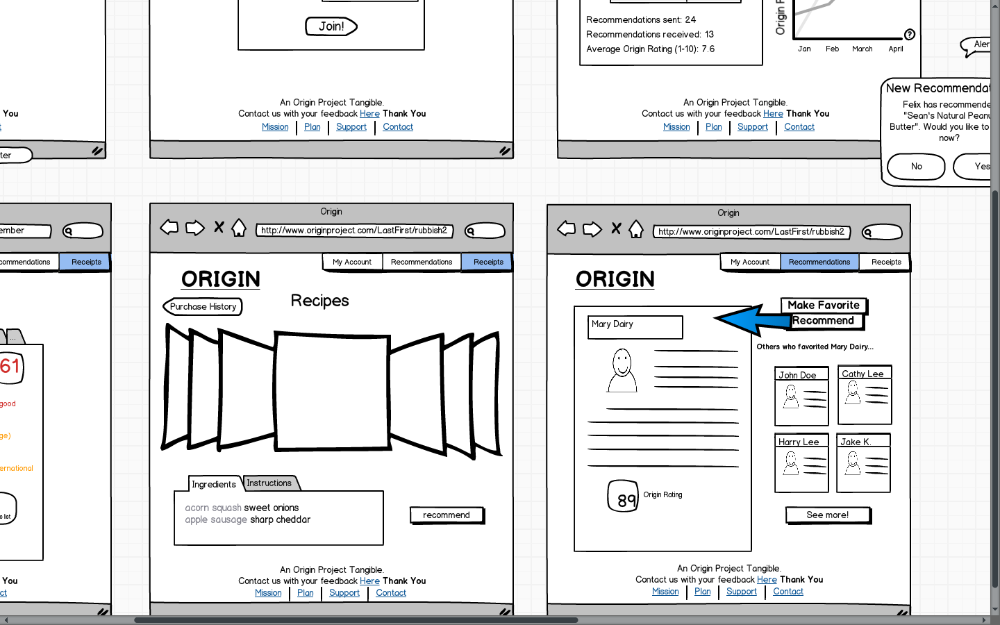 Join!
Recommendations sent: 24
Recommendations received: 13
Average Origin Rating (1-10): 7.6
Jan Feb March April
?
You
An Origin Project Tangible.
Contact us with your feedback Here Thank You
Mission Plan Support Contact
An Origin Project Tangible.
Contact us with your feedback Here Thank You
Mission Plan Support Contact
New Recommendat
Felix has recommende
"Sean's Natural Peanu
Butter". Would you like to
now?
No Yes
Aler
ter
ember
commendations Receipts
...
61
good
ge)
ernational
s list
You
ct
Origin
http://www.originproject.com/LastFirst/rubbish2
My Account Recommendations Receipts
ORIGIN
Purchase History
Recipes
Ingredients Instructions
acorn squash sweet onions
apple sausage sharp cheddar
recommend
An Origin Project Tangible.
Contact us with your feedback Here Thank You
Mission Plan Support Contact
Origin
http://www.originproject.com/LastFirst/rubbish2
My Account Recommendations Receipts
ORIGIN
Make Favorite
Recommend
Mary Dairy
Others who favorited Mary Dairy...
John Doe Cathy Lee
Harry Lee Jake K.
89 Origin Rating
See more!
An Origin Project Tangible.
Contact us with your feedback Here Thank You
Mission Plan Support Contact